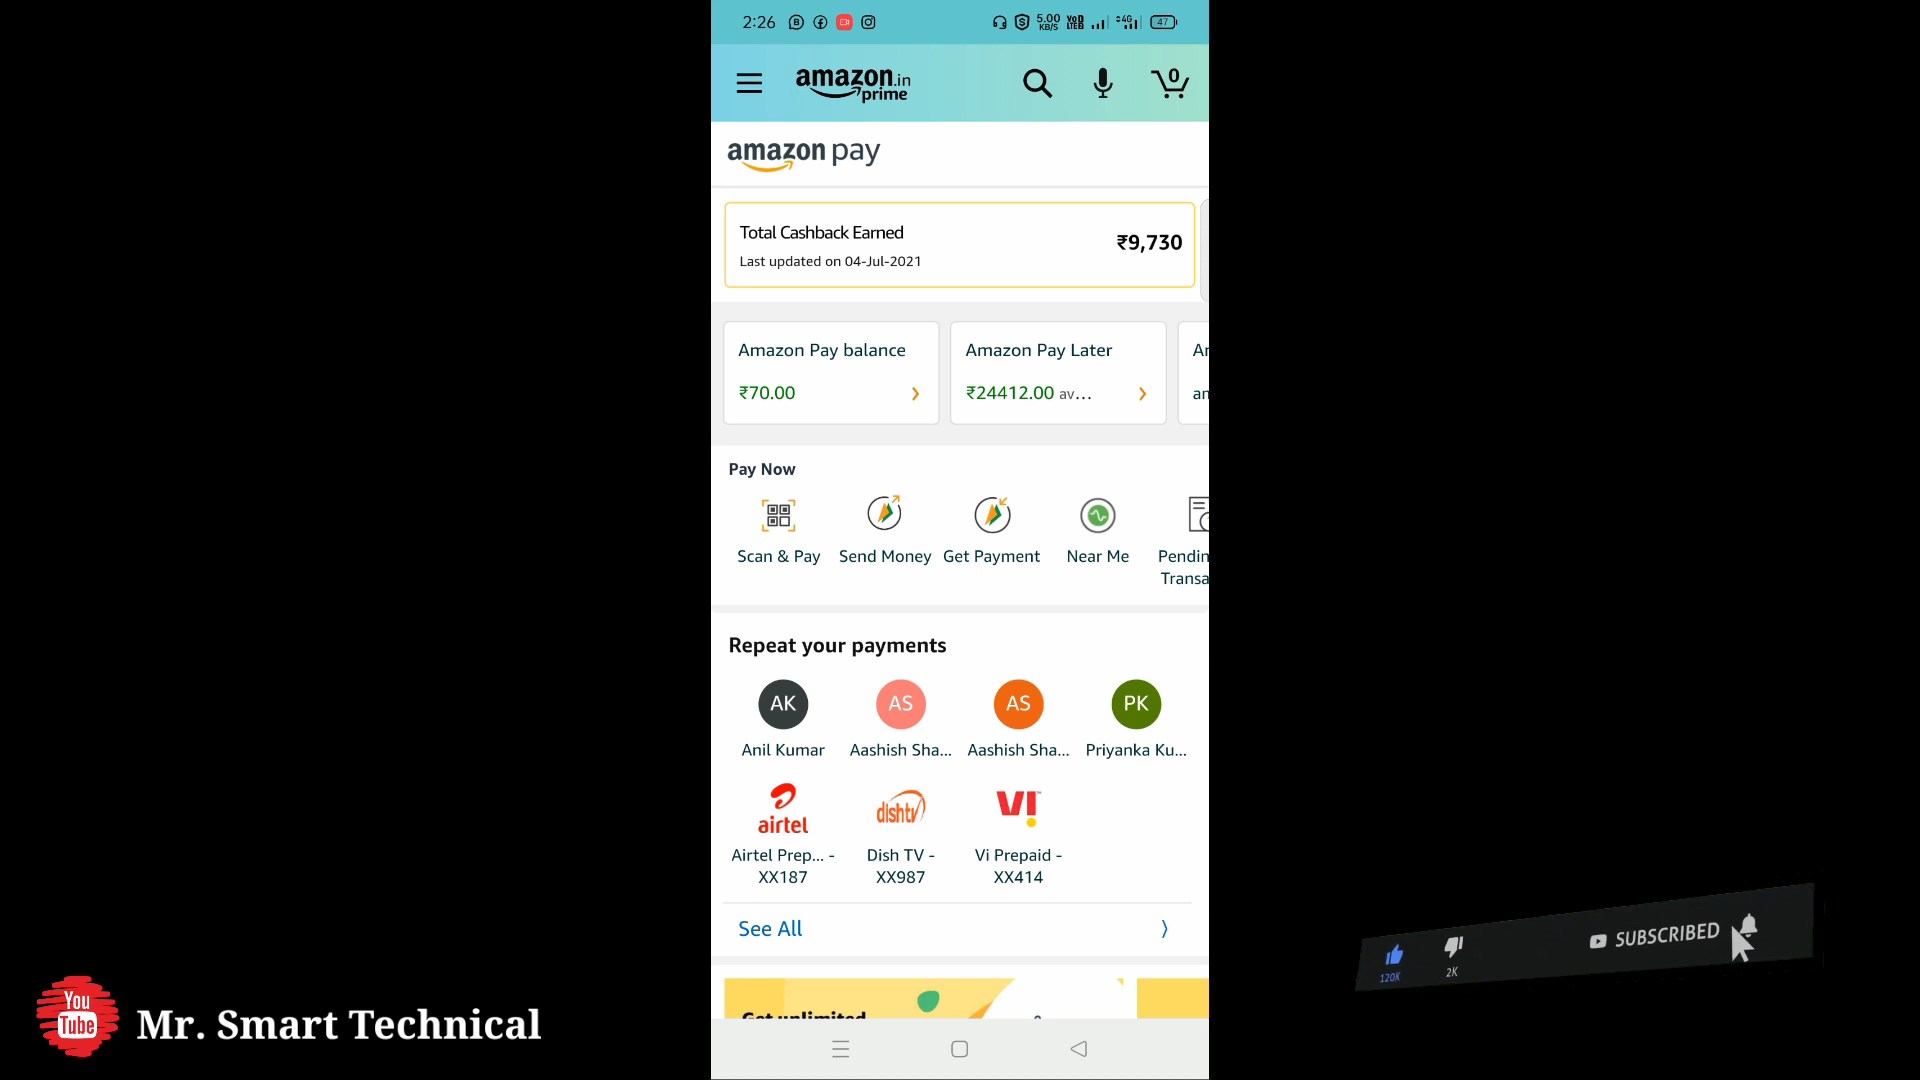 2:26 5.00 KB/S VoD LTEB 4G 47
amazon.in
prime
0
amazon pay
Total Cashback Earned
₹9,730
Last updated on 04-Jul-2021
Amazon Pay balance
₹70.00
Amazon Pay Later
₹24412.00 av...
Pay Now
Scan & Pay
Send Money
Get Payment
Near Me
Pendin
Transa
Repeat your payments
AK AS AS PK
Anil Kumar
Aashish Sha...
Aashish Sha...
Priyanka Ku...
airtel
dishtv
VI
Airtel Prep... -
XX187
Dish TV -
XX987
Vi Prepaid -
XX414
See All
Get unlimited
You
Tube
Mr. Smart Technical
120K
2K
SUBSCRIBED